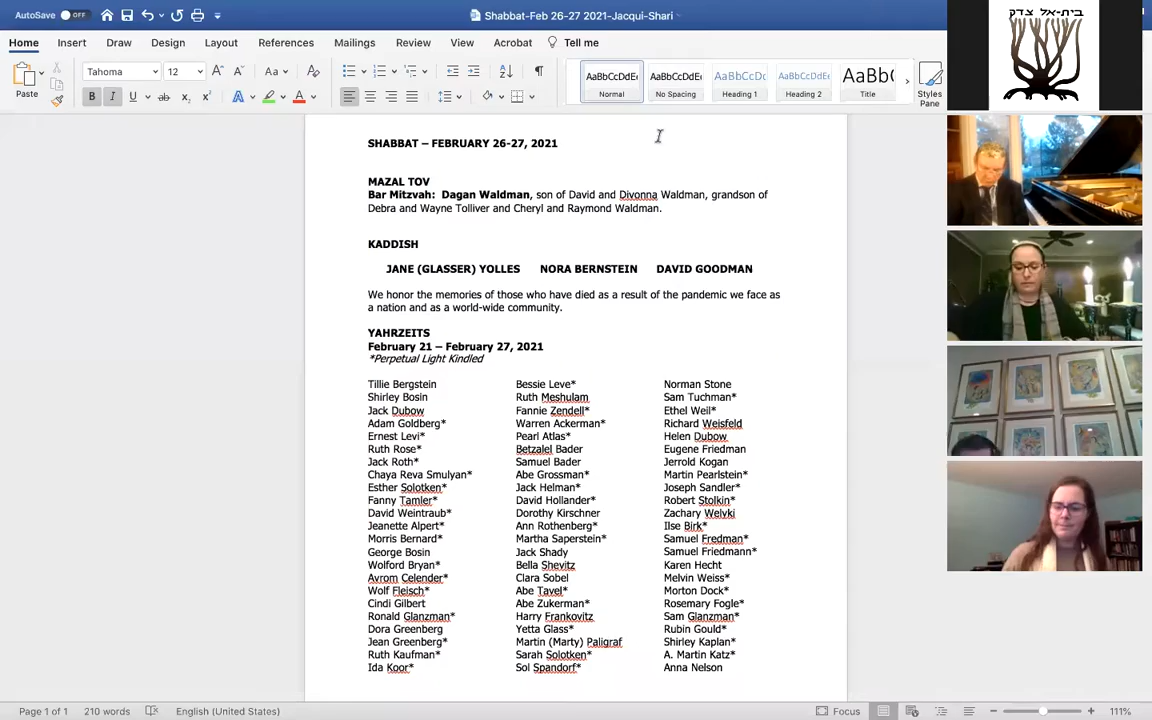 AutoSave OFF
Shabbat-Feb 26-27 2021-Jacqui-Shari
בית-אל צדק
Home Insert Draw Design Layout References Mailings Review View Acrobat Tell me
Paste
Tahoma 12
AaBbCcDdEe AaBbCcDdEe AaBbCcDc AaBbCcDdEe AaBbC
Normal No Spacing Heading 1 Heading 2 Title
Styles
Pane
SHABBAT – FEBRUARY 26-27, 2021
MAZAL TOV
Bar Mitzvah: Dagan Waldman, son of David and Divonna Waldman, grandson of
Debra and Wayne Tolliver and Cheryl and Raymond Waldman.
KADDISH
JANE (GLASSER) YOLLES NORA BERNSTEIN DAVID GOODMAN
We honor the memories of those who have died as a result of the pandemic we face as
a nation and as a world-wide community.
YAHRZEITS
February 21 – February 27, 2021
*Perpetual Light Kindled
Tillie Bergstein Bessie Leve* Norman Stone
Shirley Bosin Ruth Meshulam Sam Tuchman*
Jack Dubow Fannie Zendell* Ethel Weil*
Adam Goldberg* Warren Ackerman* Richard Weisfeld
Ernest Levi* Pearl Atlas* Helen Dubow
Ruth Rose* Betzalel Bader Eugene Friedman
Jack Roth* Samuel Bader Jerrold Kogan
Chaya Reva Smulyan* Abe Grossman* Martin Pearlstein*
Esther Solotken* Jack Helman* Joseph Sandler*
Fanny Tamler* David Hollander* Robert Stolkin*
David Weintraub* Dorothy Kirschner Zachary Welyki
Jeanette Alpert* Ann Rothenberg* Ilse Birk*
Morris Bernard* Martha Saperstein* Samuel Fredman*
George Bosin Jack Shady Samuel Friedmann*
Wolford Bryan* Bella Shevitz Karen Hecht
Avrom Celender* Clara Sobel Melvin Weiss*
Wolf Fleisch* Abe Tavel* Morton Dock*
Cindi Gilbert Abe Zukerman* Rosemary Fogle*
Ronald Glanzman* Harry Frankovitz Sam Glanzman*
Dora Greenberg Yetta Glass* Rubin Gould*
Jean Greenberg* Martin (Marty) Paligraf Shirley Kaplan*
Ruth Kaufman* Sarah Solotken* A. Martin Katz*
Ida Koor* Sol Spandorf* Anna Nelson
Page 1 of 1 210 words English (United States) Focus 111%